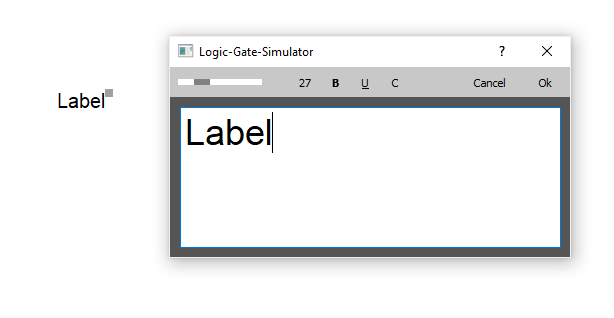 Logic-Gate-Simulator ?
27 B U C Cancel Ok
Label
Label